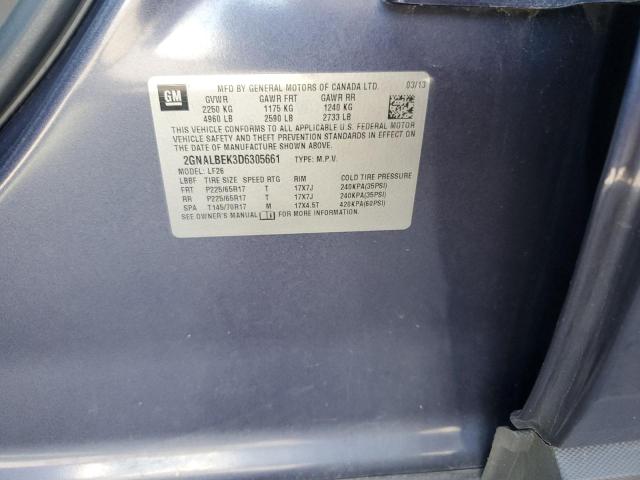 GM
MFD BY GENERAL MOTORS OF CANADA LTD. 03/13
GVWR GAWR FRT GAWR RR
2250 KG 1175 KG 1240 KG
4960 LB 2590 LB 2733 LB
THIS VEHICLE CONFORMS TO ALL APPLICABLE U.S. FEDERAL MOTOR
VEHICLE SAFETY AND THEFT PREVENTION STANDARDS IN EFFECT ON
THE DATE OF MANUFACTURE SHOWN ABOVE.
2GNALBEK3D6305661 TYPE: M.P.V.
MODEL: LF26
LBBF TIRE SIZE SPEED RTG RIM COLD TIRE PRESSURE
FRT P225/65R17 T 17X7J 240KPA(35PSI)
RR P225/65R17 T 17X7J 240KPA(35PSI)
SPA T145/70R17 M 17X4.5T 420KPA(60PSI)
SEE OWNER'S MANUAL FOR MORE INFORMATION